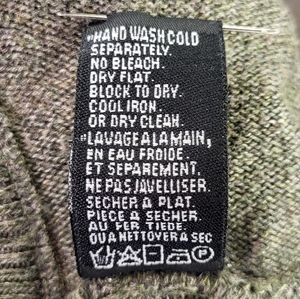 "HAND WASH COLD
SEPARATELY.
NO BLEACH.
DRY FLAT.
BLOCK TO DRY.
COOL IRON.
OR DRY CLEAN.
"LAVAGE A LA MAIN,
EN EAU FROIDE.
ET SEPAREMENT.
NE PAS JAVELLISER.
SECHER A PLAT.
PIECE A SECHER.
AU FER TIEDE.
OU A NETTOYER A SEC